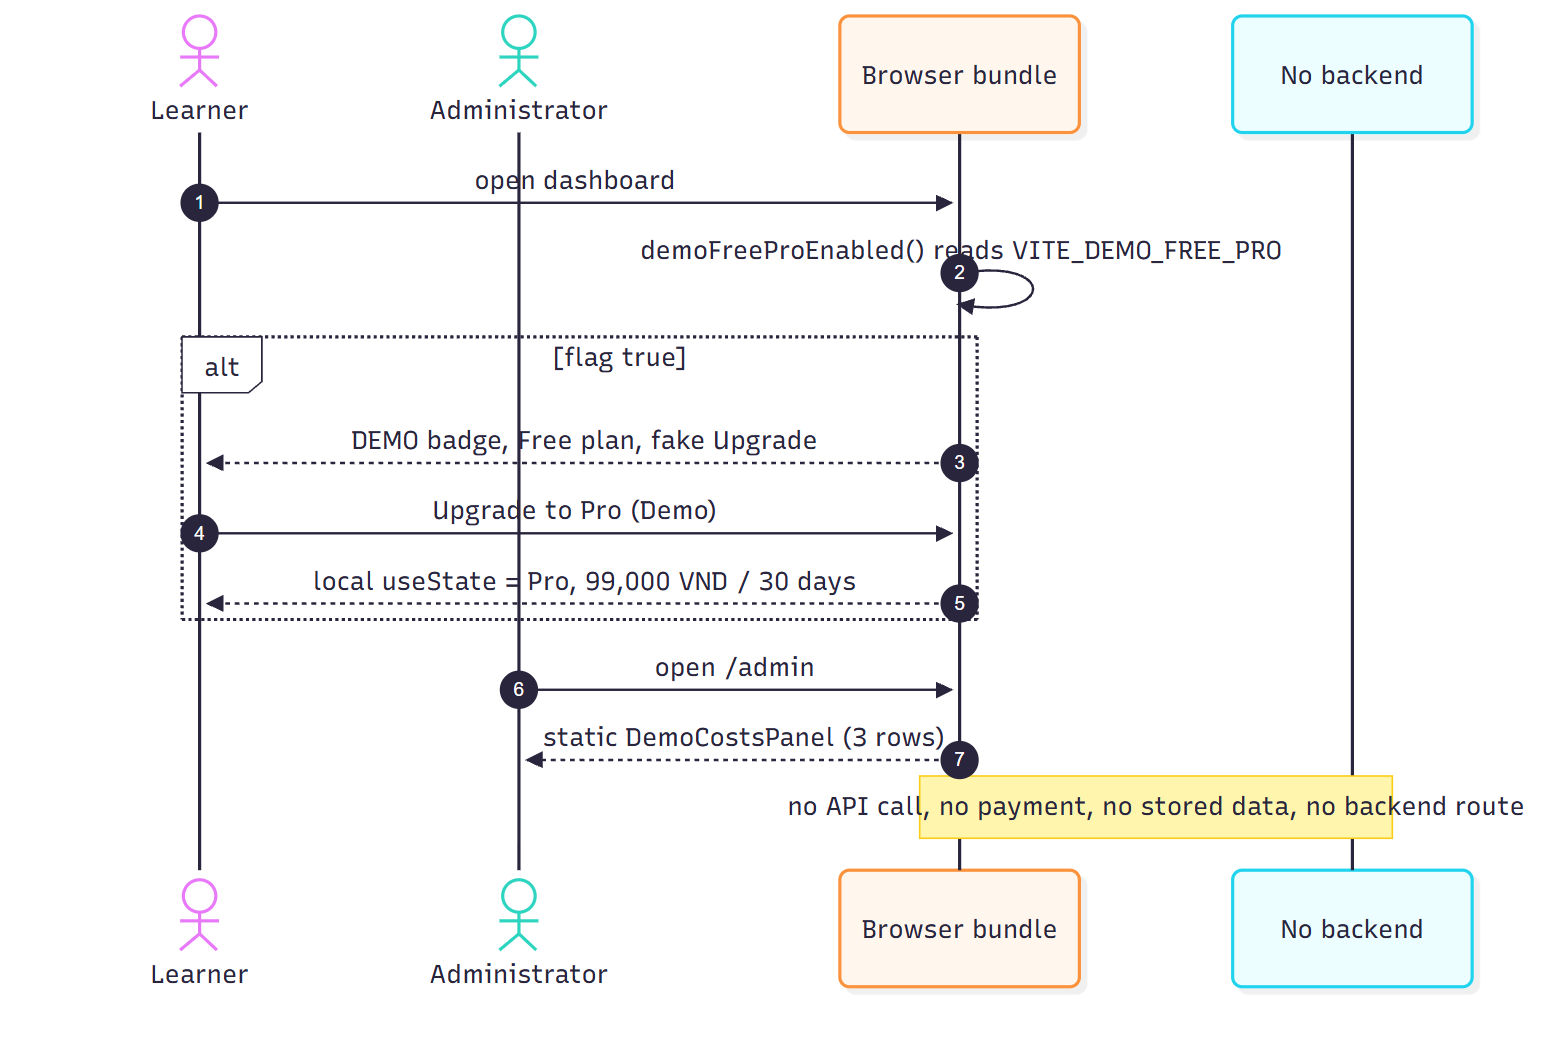 Learner
Administrator
Browser bundle
No backend
open dashboard
1
demoFreeProEnabled() reads VITE_DEMO_FREE_PRO
2
alt
[flag true]
DEMO badge, Free plan, fake Upgrade
3
Upgrade to Pro (Demo)
4
local useState = Pro, 99,000 VND / 30 days
5
open /admin
6
static DemoCostsPanel (3 rows)
7
no API call, no payment, no stored data, no backend route
Learner
Administrator
Browser bundle
No backend